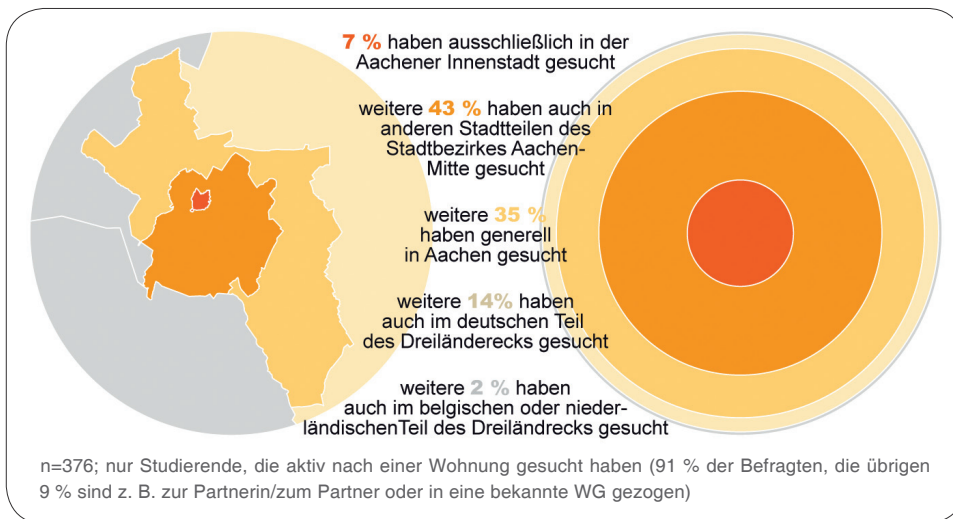 7 % haben ausschließlich in der
Aachener Innenstadt gesucht
weitere 43 % haben auch in
anderen Stadtteilen des
Stadtbezirkes Aachen-
Mitte gesucht
weitere 35 %
haben generell
in Aachen gesucht
weitere 14% haben
auch im deutschen Teil
des Dreiländerecks gesucht
weitere 2 % haben
auch im belgischen oder nieder-
ländischenTeil des Dreiländrecks gesucht
n=376; nur Studierende, die aktiv nach einer Wohnung gesucht haben (91 % der Befragten, die übrigen
9 % sind z. B. zur Partnerin/zum Partner oder in eine bekannte WG gezogen)